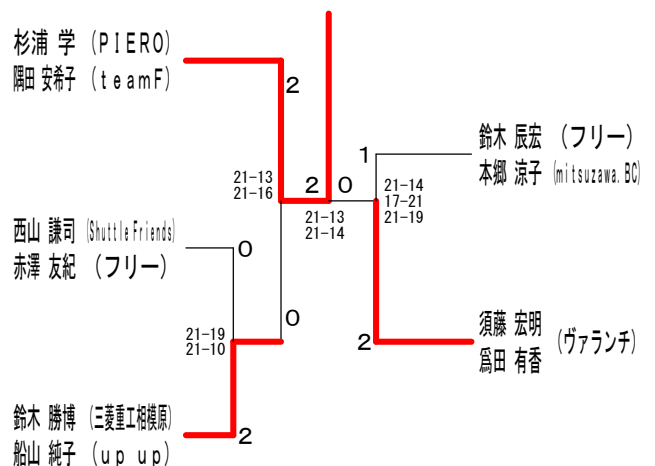 杉浦 学 (PIERO)
隅田 安希子 (teamF)
2
21-13
21-16
2 0
21-13
21-14
1
鈴木 辰宏 (フリー)
本郷 涼子 (mitsuzawa.BC)
21-14
17-21
21-19
西山 謙司 (Shuttle Friends)
赤澤 友紀 (フリー)
0
0
21-19
21-10
2
須藤 宏明
爲田 有香
(ヴァランチ)
鈴木 勝博 (三菱重工相模原)
船山 純子 (up up)
2